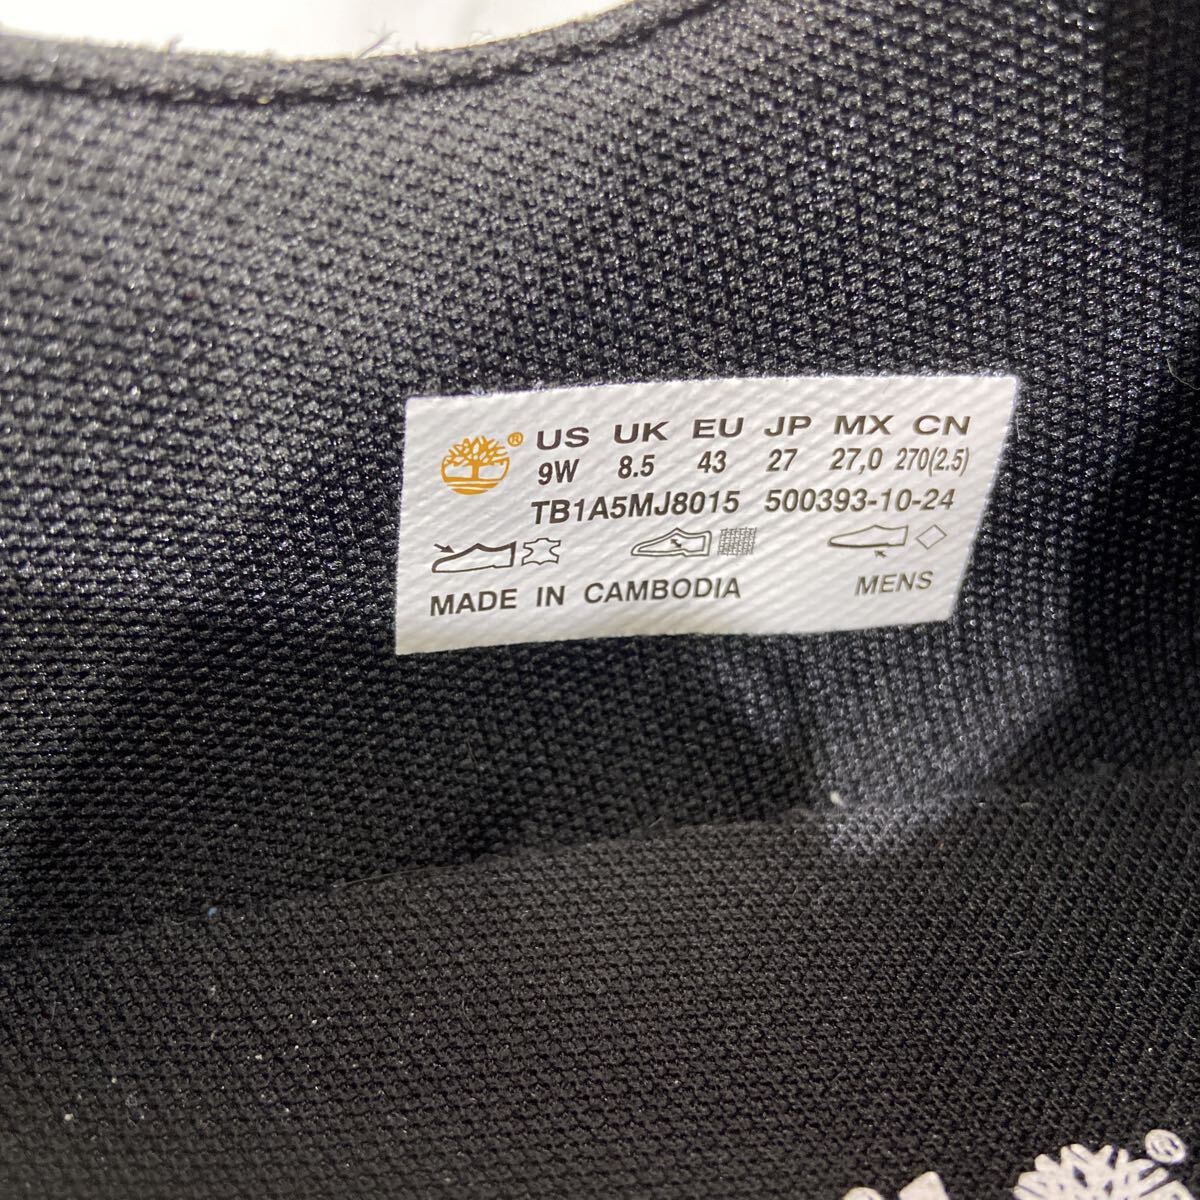 ® US UK EU JP MX CN
9W 8.5 43 27 27,0 270(2.5)
TB1A5MJ8015 500393-10-24
MADE IN CAMBODIA MENS
®